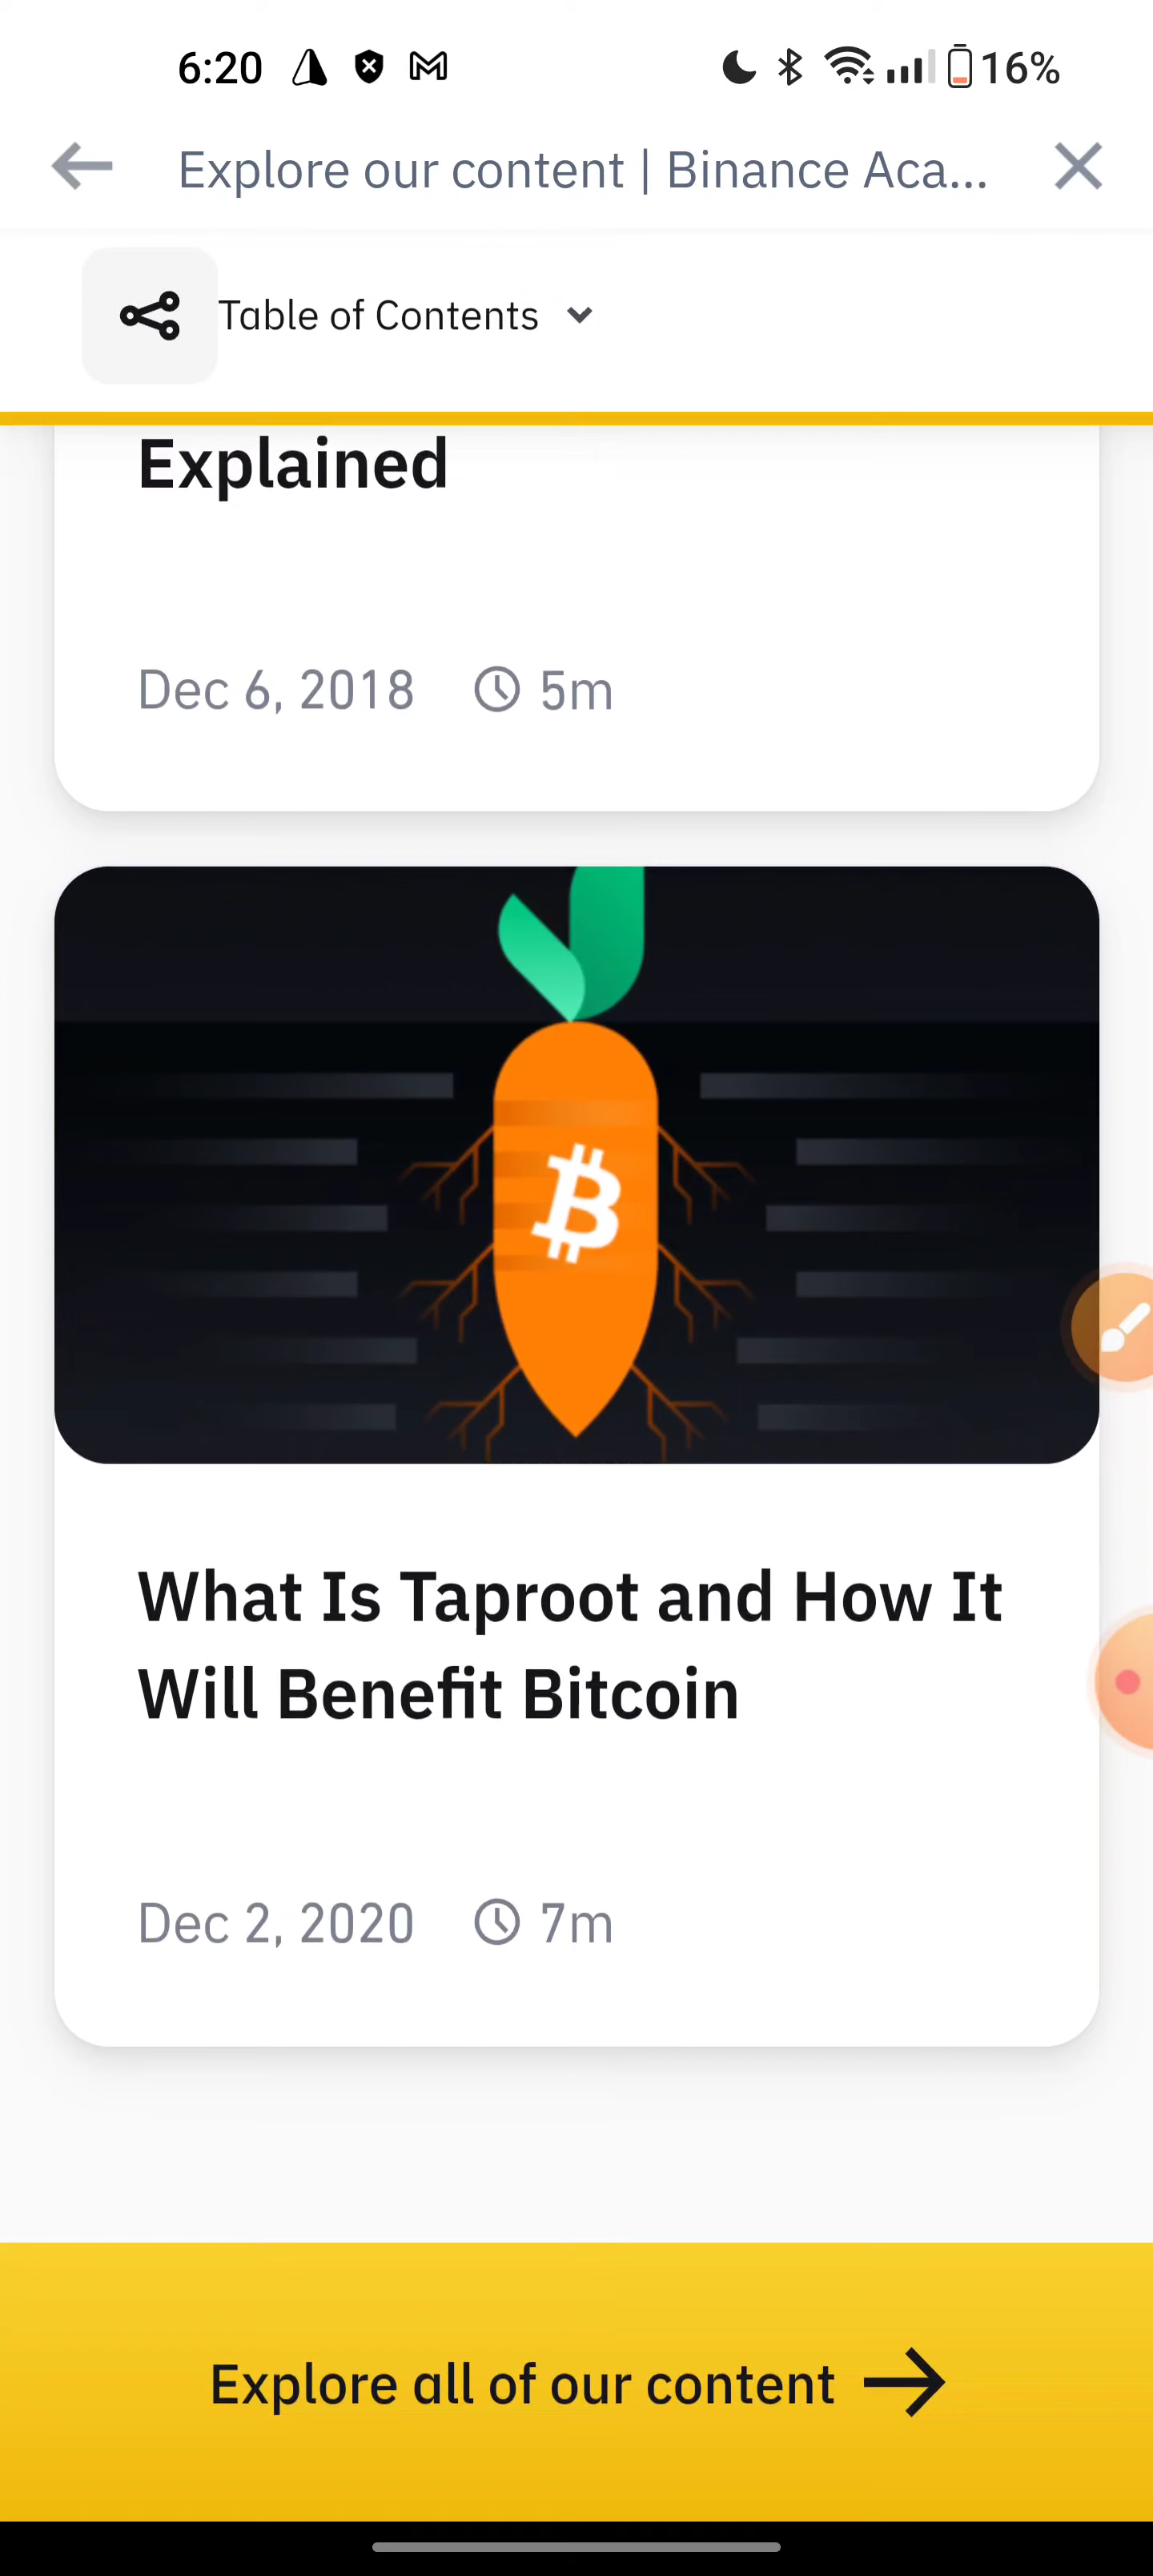 6:20
16%
Explore our content | Binance Aca...
Table of Contents
Explained
Dec 6, 2018 5m
What Is Taproot and How It
Will Benefit Bitcoin
Dec 2, 2020 7m
Explore all of our content